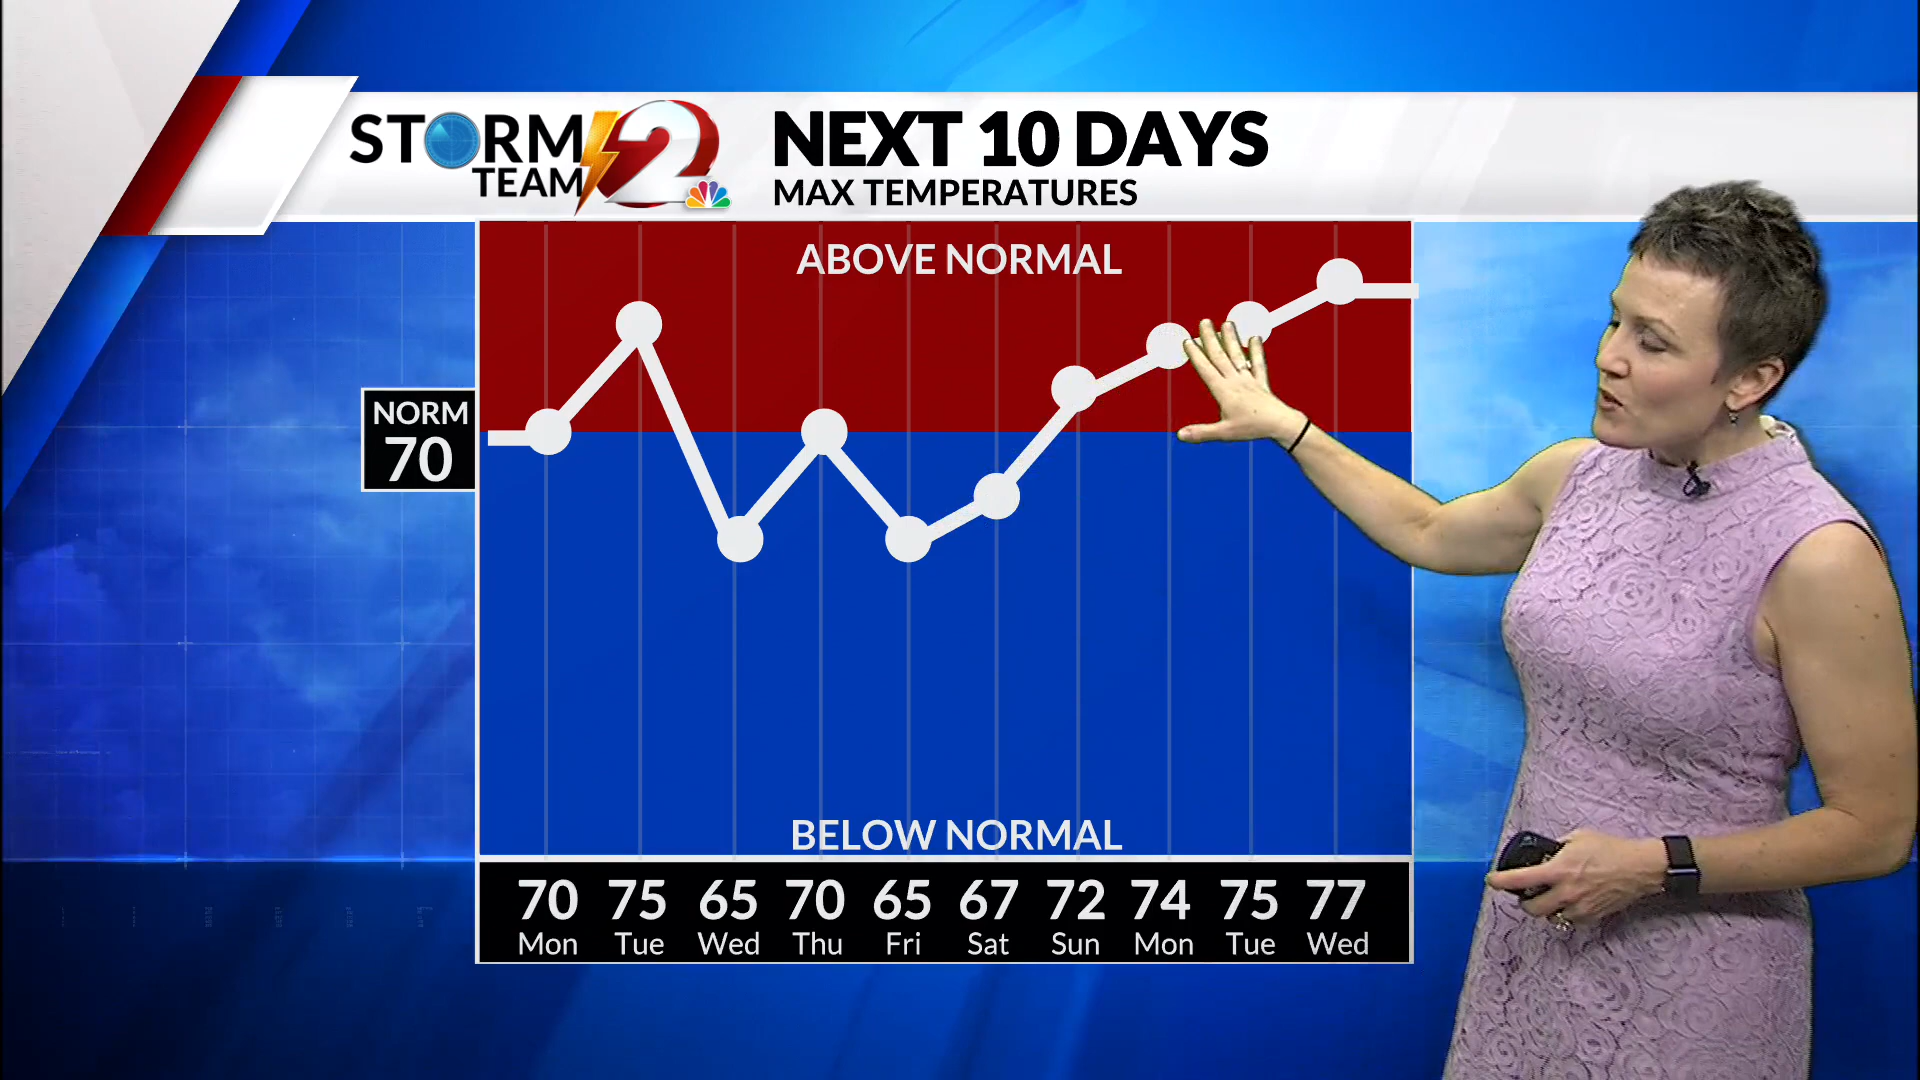 STORM
TEAM
2
NEXT 10 DAYS
MAX TEMPERATURES
ABOVE NORMAL
NORM
70
BELOW NORMAL
70 75 65 70 65 67 72 74 75 77
Mon Tue Wed Thu Fri Sat Sun Mon Tue Wed